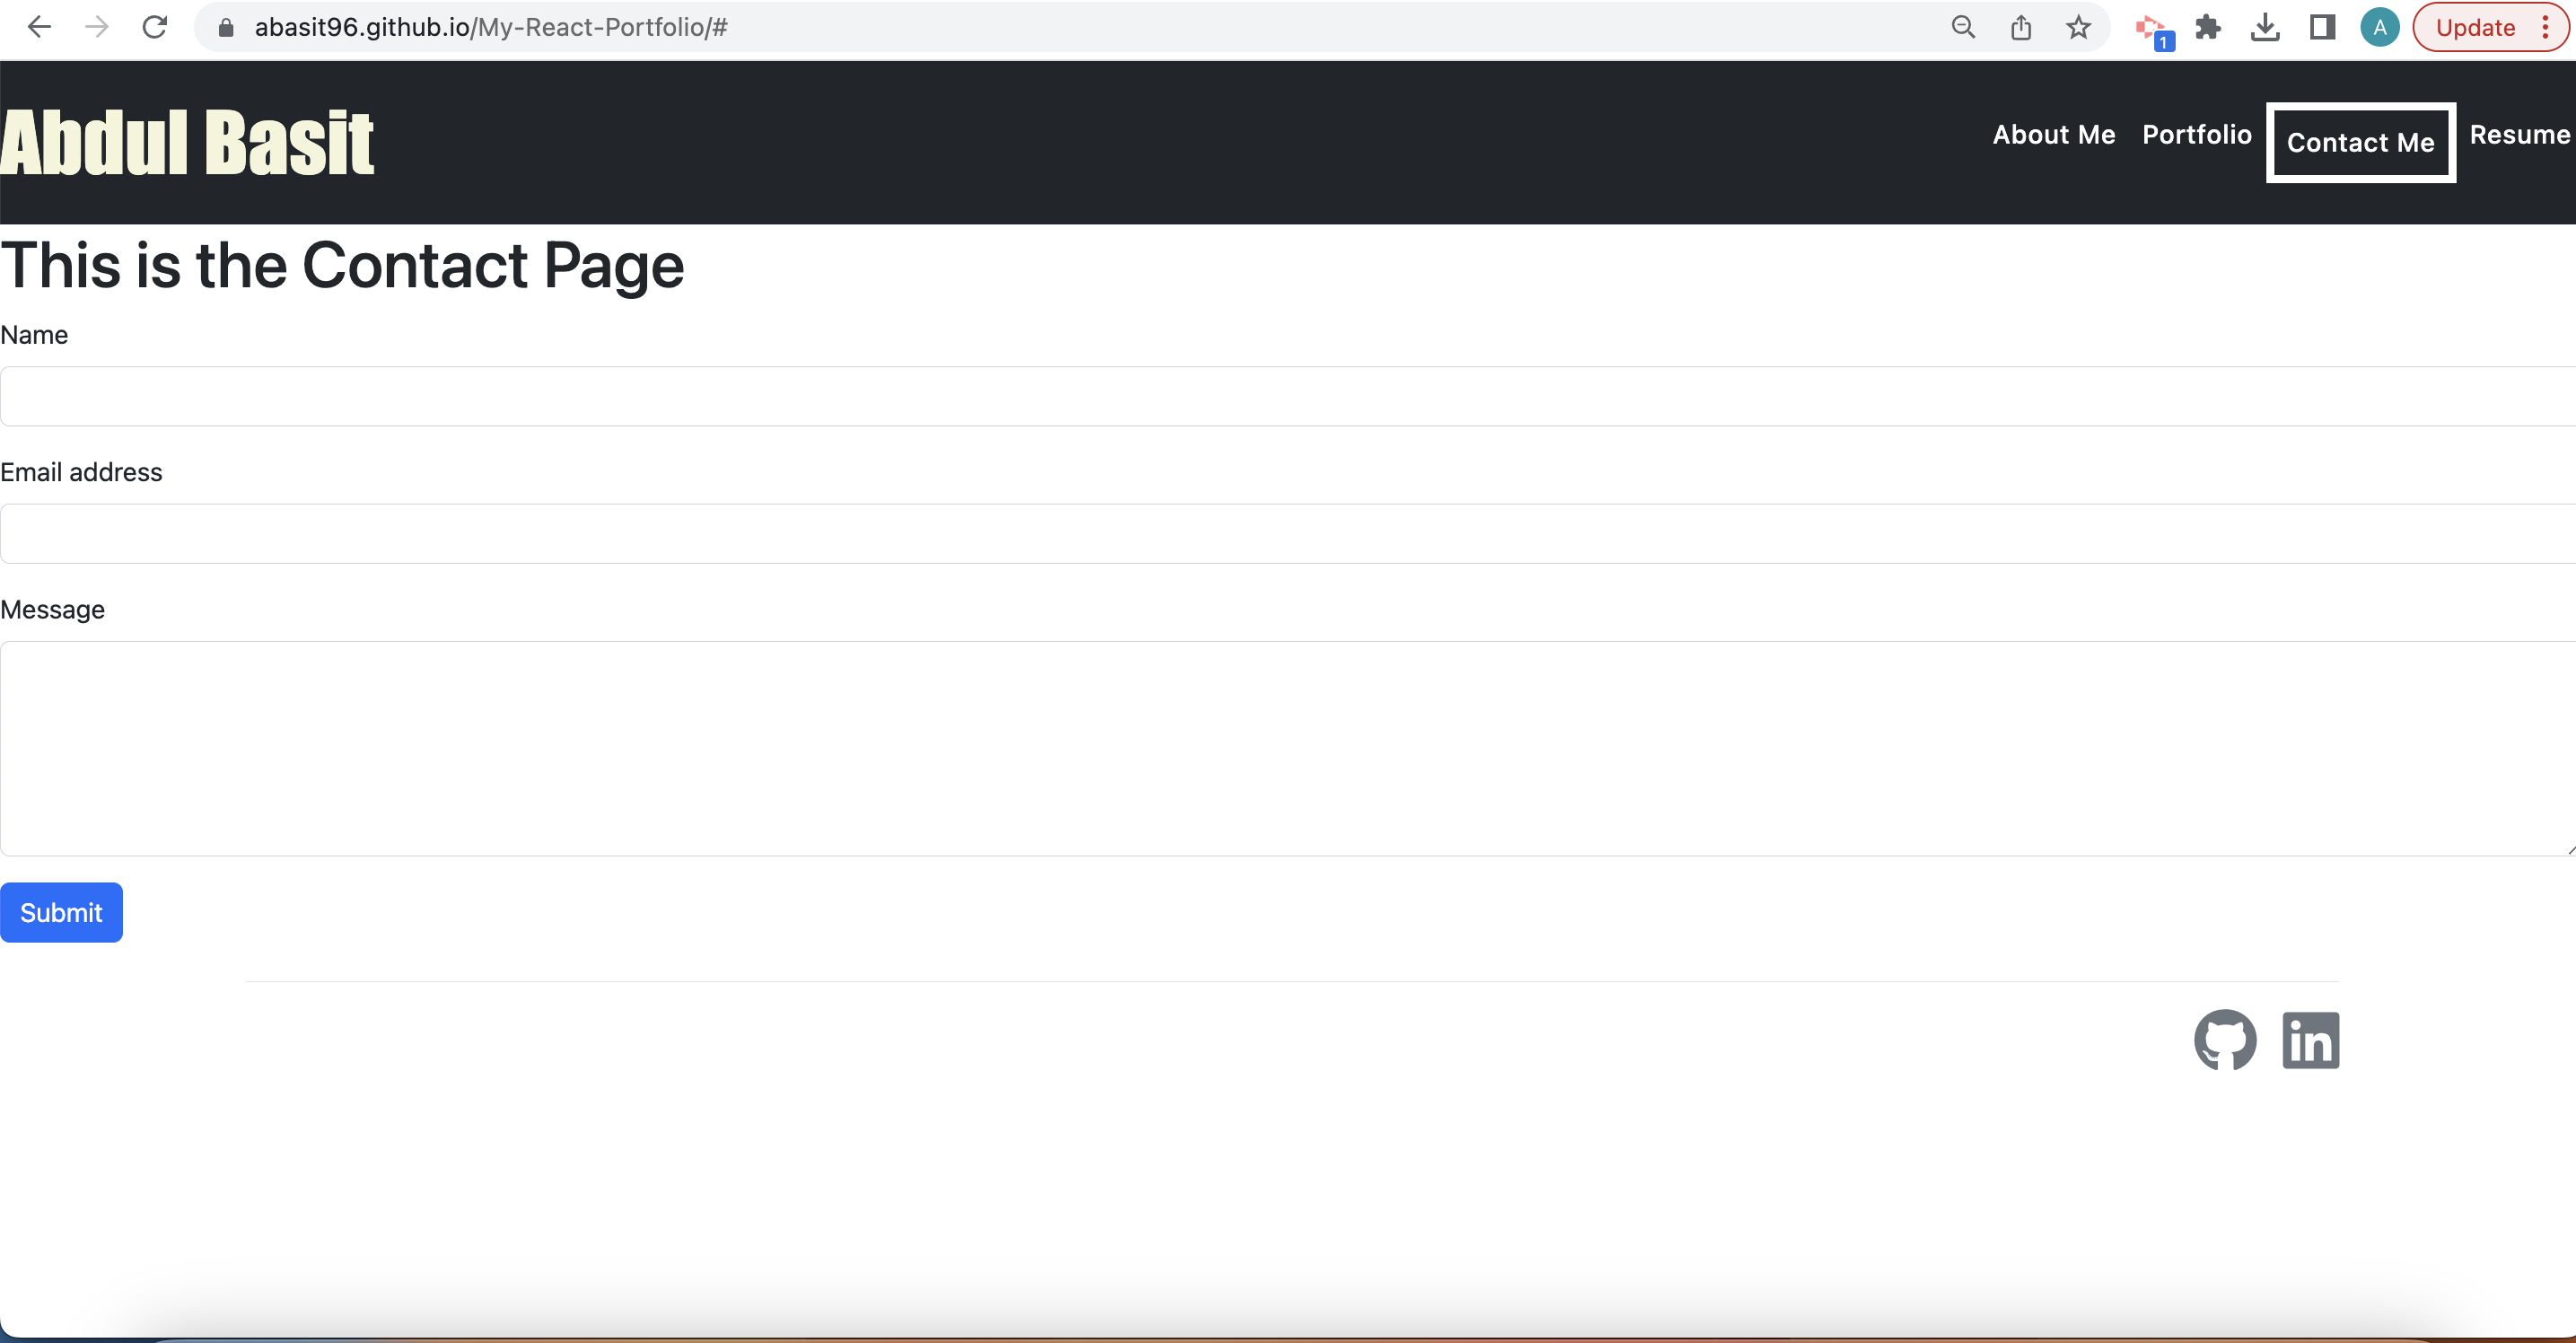 abasit96.github.io/My-React-Portfolio/#
1
A
Update
Abdul Basit
About Me Portfolio Contact Me Resume
This is the Contact Page
Name
Email address
Message
Submit
in